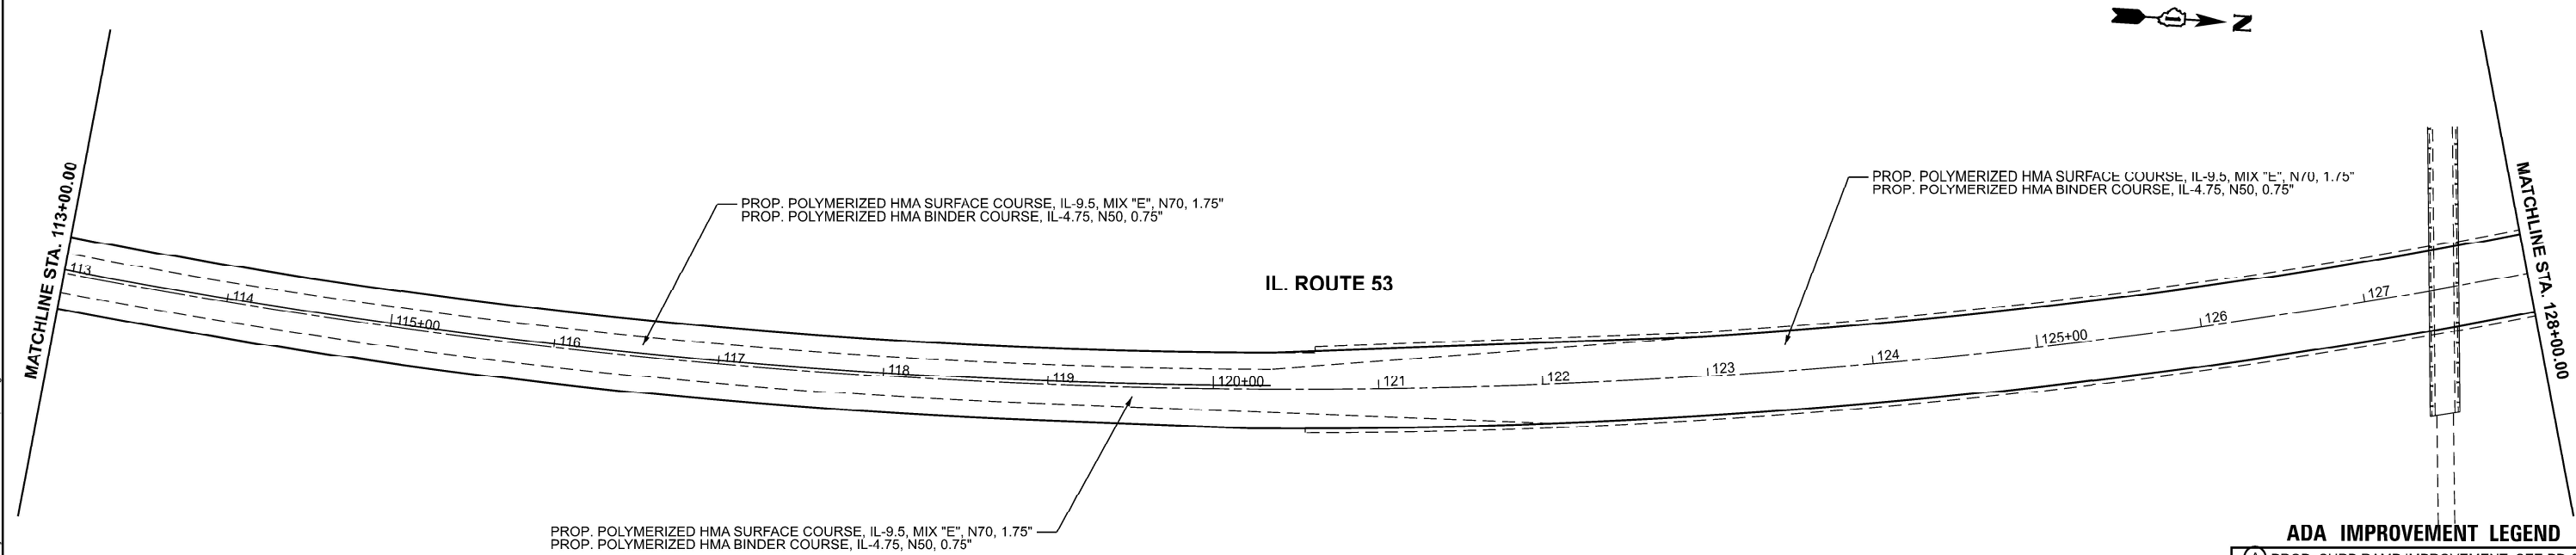 N
MATCHLINE STA. 113+00.00
PROP. POLYMERIZED HMA SURFACE COURSE, IL-9.5, MIX "E", N70, 1.75"
PROP. POLYMERIZED HMA BINDER COURSE, IL-4.75, N50, 0.75"
PROP. POLYMERIZED HMA SURFACE COURSE, IL-9.5, MIX "E", N70, 1.75"
PROP. POLYMERIZED HMA BINDER COURSE, IL-4.75, N50, 0.75"
MATCHLINE STA. 128+00.00
IL. ROUTE 53
113
114
115+00
116
117
118
119
120+00
121
122
123
124
125+00
126
127
PROP. POLYMERIZED HMA SURFACE COURSE, IL-9.5, MIX "E", N70, 1.75"
PROP. POLYMERIZED HMA BINDER COURSE, IL-4.75, N50, 0.75"
ADA IMPROVEMENT LEGEND